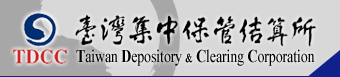 臺灣集中保管結算所
TDCC Taiwan Depository & Clearing Corporation